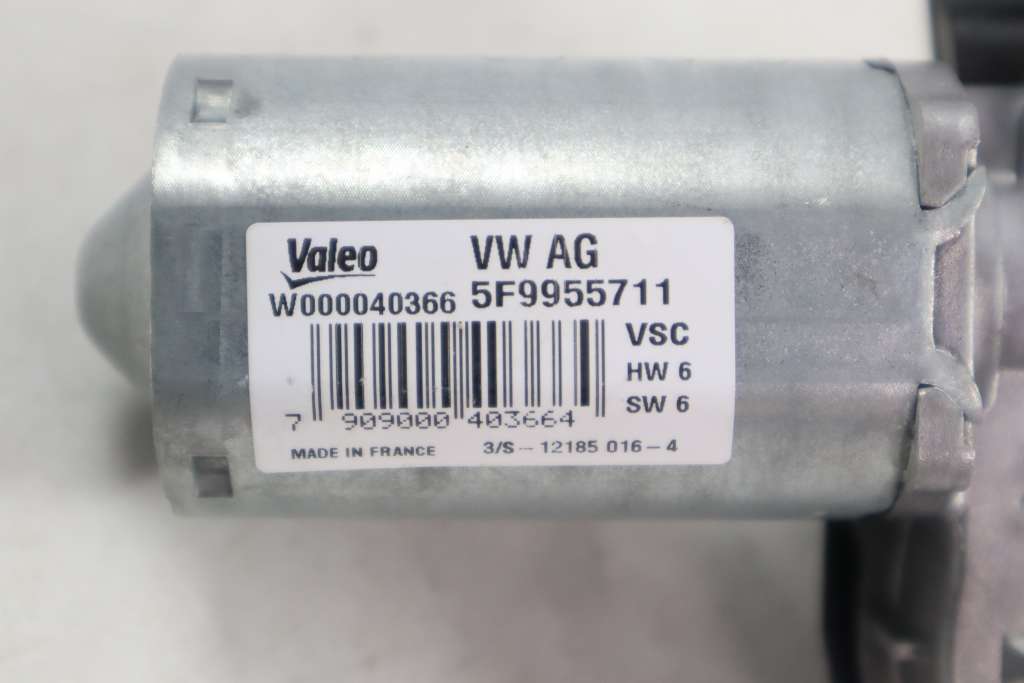 Valeo VW AG
W000040366 5F9955711
VSC
HW 6
SW 6
7 909000 403664
MADE IN FRANCE 3/S - 12185 016 - 4